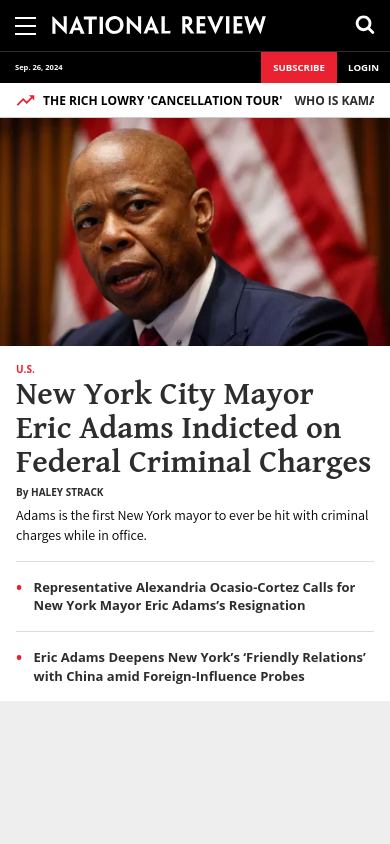 NATIONAL REVIEW
Sep. 26, 2024
SUBSCRIBE
LOGIN
THE RICH LOWRY 'CANCELLATION TOUR' WHO IS KAMA
U.S.
New York City Mayor
Eric Adams Indicted on
Federal Criminal Charges
By HALEY STRACK
Adams is the first New York mayor to ever be hit with criminal
charges while in office.
• Representative Alexandria Ocasio-Cortez Calls for
New York Mayor Eric Adams’s Resignation
• Eric Adams Deepens New York’s ‘Friendly Relations’
with China amid Foreign-Influence Probes